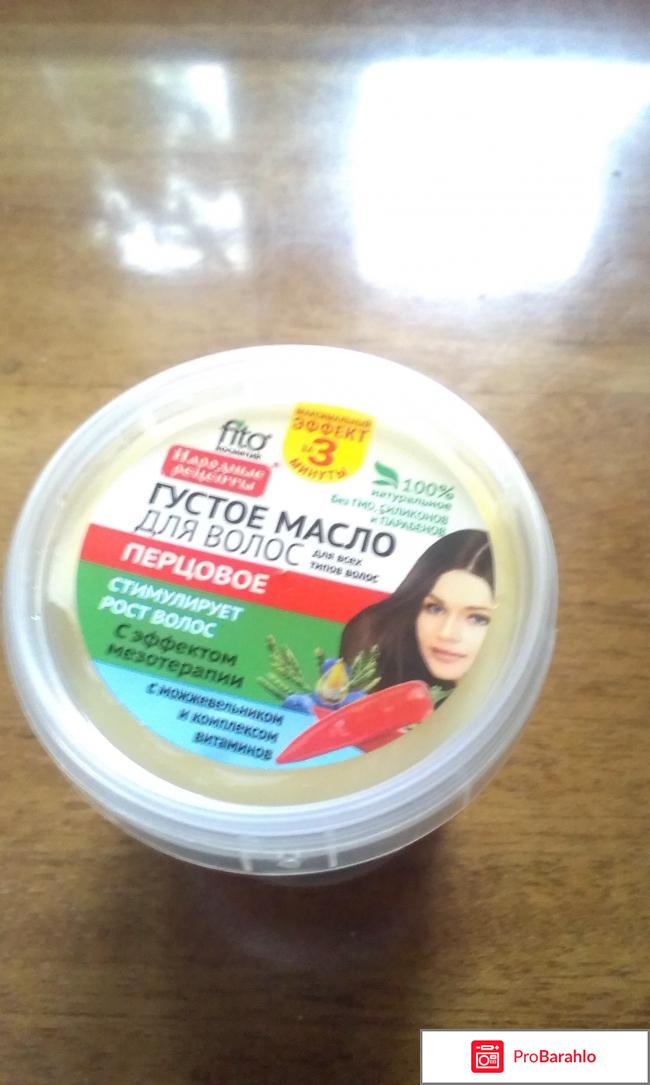 fito
косметик
Народные
рецепты
МАКСИМАЛЬНЫЙ
ЭФФЕКТ
за
3
МИНУТЫ
100%
натуральное
Без ГМО, СИЛИКОНОВ
и ПАРАБЕНОВ
ГУСТОЕ МАСЛО
ДЛЯ ВОЛОС
для всех
типов волос
ПЕРЦОВОЕ
СТИМУЛИРУЕТ
РОСТ ВОЛОС
С эффектом
мезотерапии
с можжевельником
и комплексом
витаминов
ProBarahlo